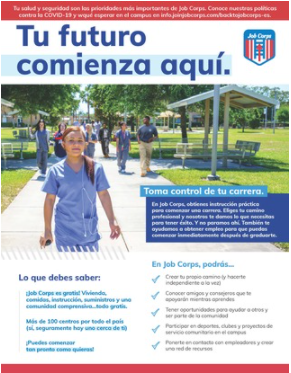 Tu salud y seguridad son las prioridades más importantes de Job Corps. Conoce nuestras políticas
contra la COVID-19 y wqué esperar en el campus en info.joinjobcorps.com/backtojobcorps-es.
Tu futuro
comienza aquí.
Job Corps
Toma control de tu carrera.
En Job Corps, obtienes instrucción práctica
para comenzar una carrera. Eliges tu camino
profesional y nosotros te damos lo que necesitas
para tener éxito. Y no paramos ahí. También te
ayudamos a obtener empleo para que puedas
comenzar inmediatamente después de graduarte.
Lo que debes saber:
¡Job Corps es gratis! Vivienda,
comidas, instrucción, suministros y una
comunidad comprensiva...todo gratis.
Más de 100 centros por todo el país
(sí, seguramente hay uno cerca de ti)
¡Puedes comenzar
tan pronto como quieras!
En Job Corps, podrás...
Crear tu propio camino (y hacerte
independiente a la vez)
Conocer amigos y consejeros que te
apoyarán mientras aprendes
Tener oportunidades para ayudar a otros y
ser parte de la comunidad
Participar en deportes, clubes y proyectos de
servicio comunitario en el campus
Ponerte en contacto con empleadores y crear
una red de recursos